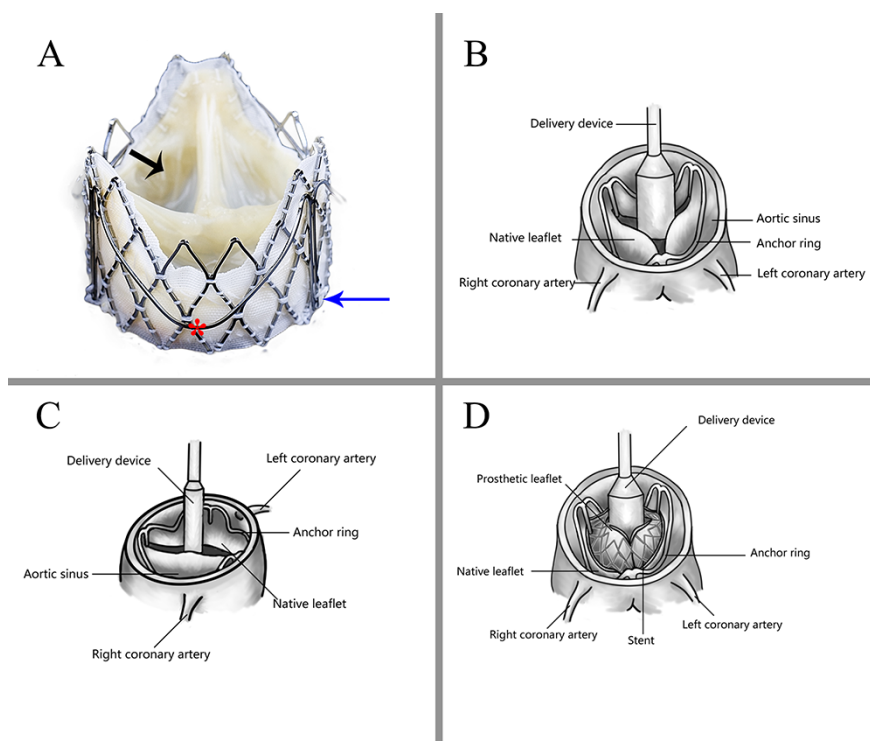 A
B
Delivery device
Aortic sinus
Native leaflet
Anchor ring
Right coronary artery
Left coronary artery
C
Delivery device
Left coronary artery
Anchor ring
Aortic sinus
Native leaflet
Right coronary artery
D
Delivery device
Prosthetic leaflet
Anchor ring
Native leaflet
Left coronary artery
Right coronary artery
Stent